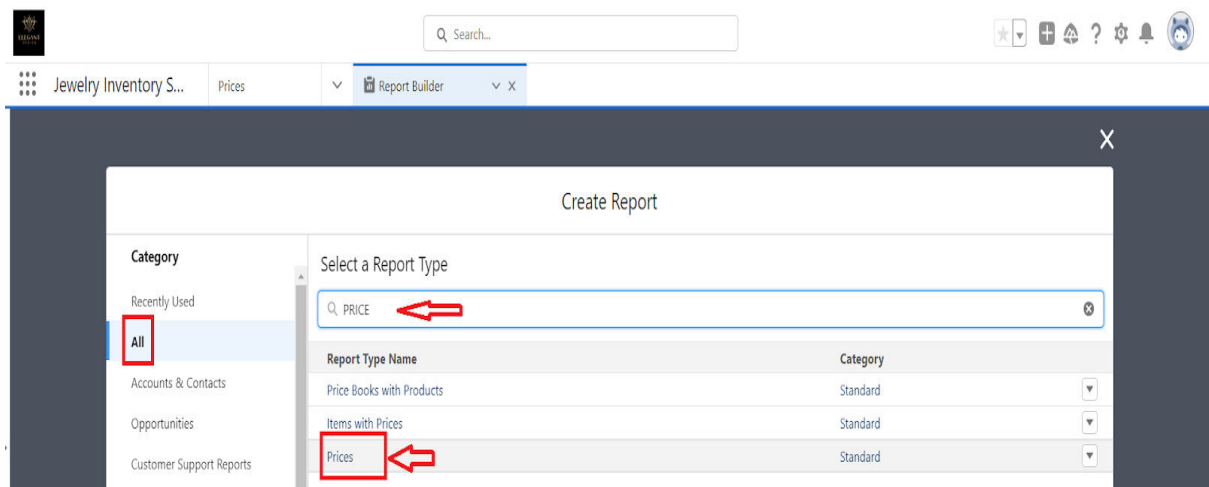 ELEGANT
Search...
Jewelry Inventory S... Prices Report Builder
Create Report
Category
Recently Used
All
Accounts & Contacts
Opportunities
Customer Support Reports
Select a Report Type
PRICE
Report Type Name Category
Price Books with Products Standard
Items with Prices Standard
Prices Standard